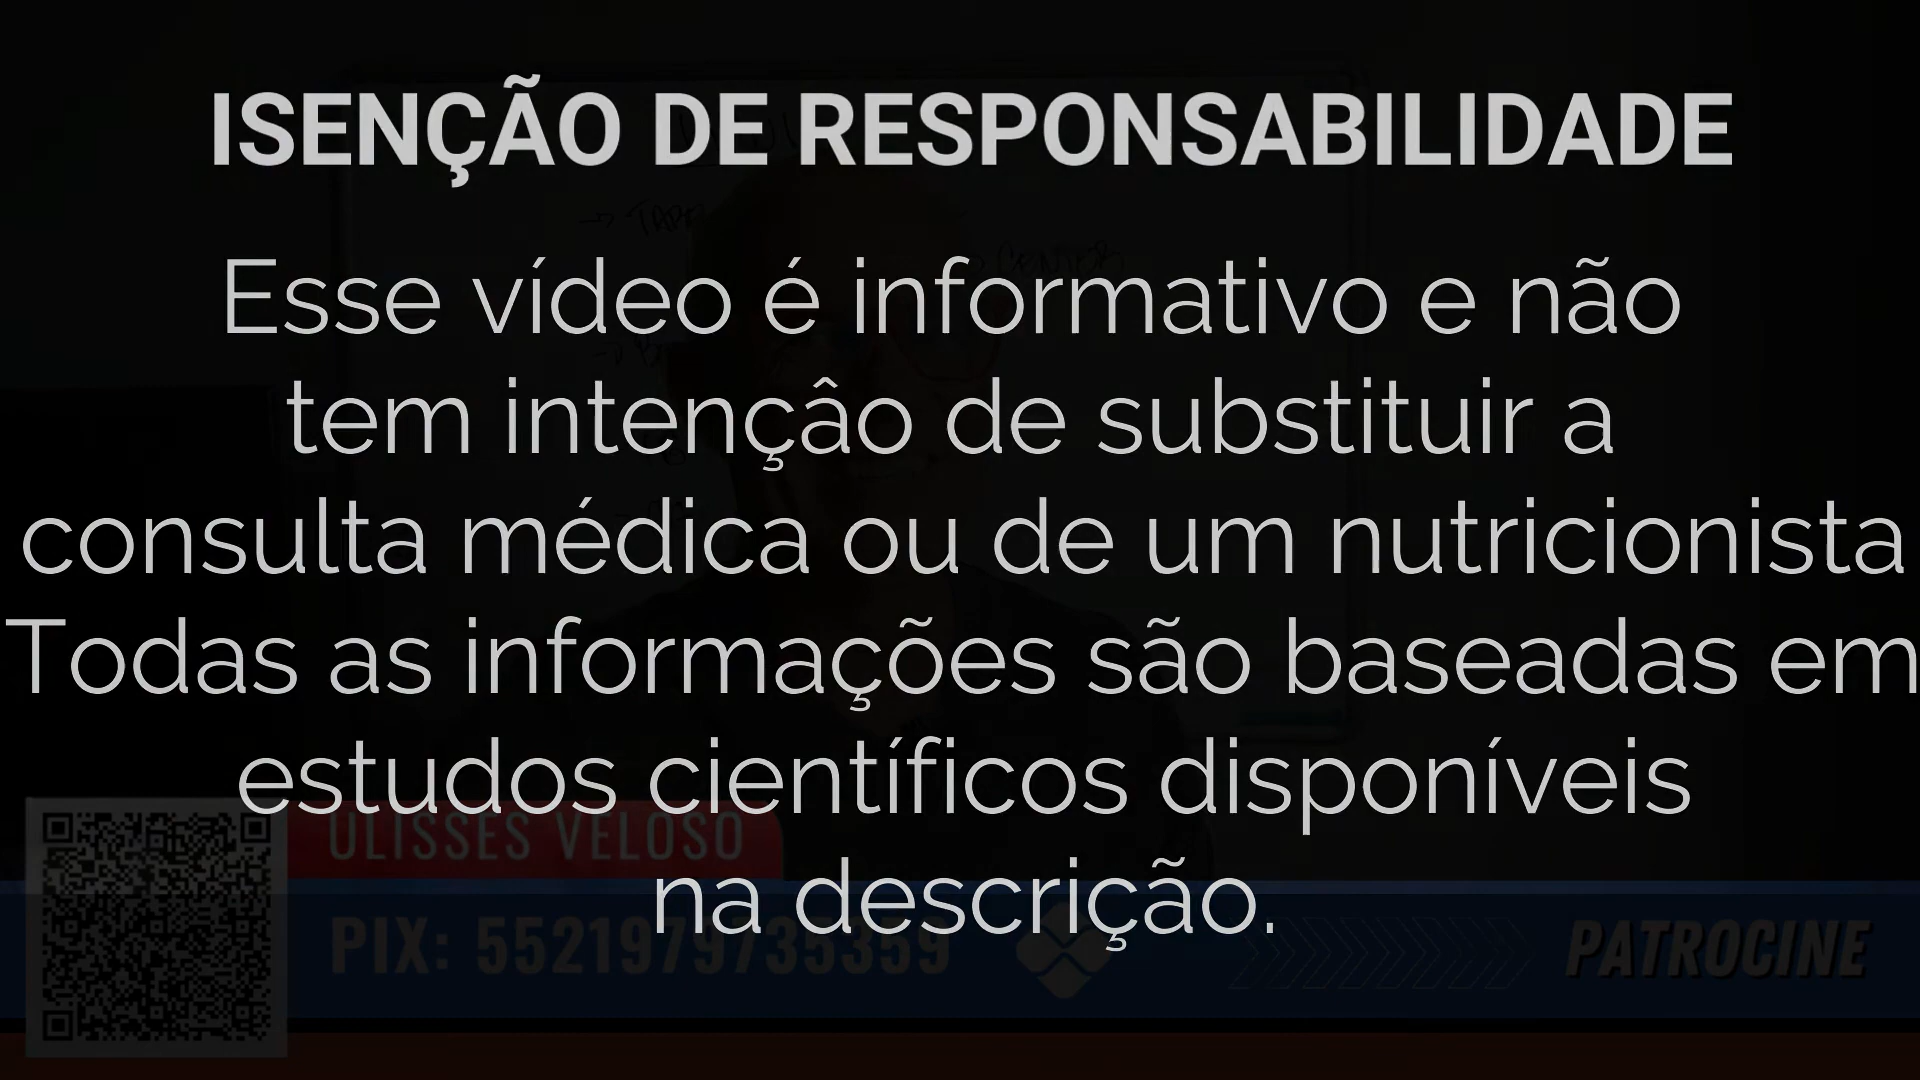 ISENÇÃO DE RESPONSABILIDADE
Esse vídeo é informativo e não
tem intençâo de substituir a
consulta médica ou de um nutricionista
Todas as informações são baseadas em
estudos científicos disponíveis
na descrição.
ULISSES VELOSO
PIX: 5521979735359
PATROCINE